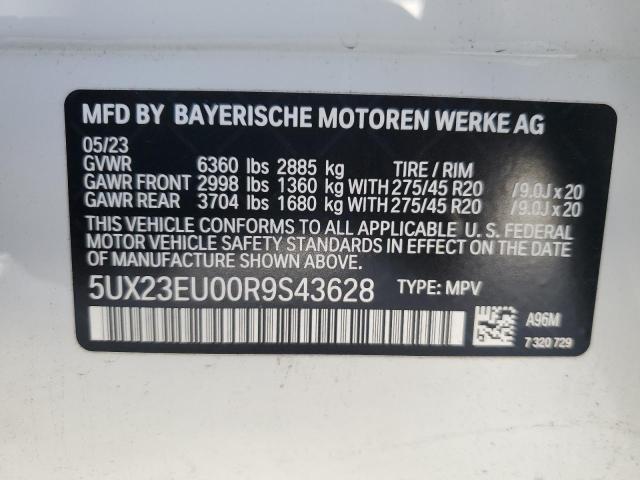 MFD BY BAYERISCHE MOTOREN WERKE AG
05/23
GVWR 6360 lbs 2885 kg TIRE / RIM
GAWR FRONT 2998 lbs 1360 kg WITH 275/45 R20 /9.0J x 20
GAWR REAR 3704 lbs 1680 kg WITH 275/45 R20 /9.0J x 20
THIS VEHICLE CONFORMS TO ALL APPLICABLE U. S. FEDERAL
MOTOR VEHICLE SAFETY STANDARDS IN EFFECT ON THE DATE
OF MANUFACTURE SHOWN ABOVE.
5UX23EU00R9S43628 TYPE: MPV
A96M
7 320 729